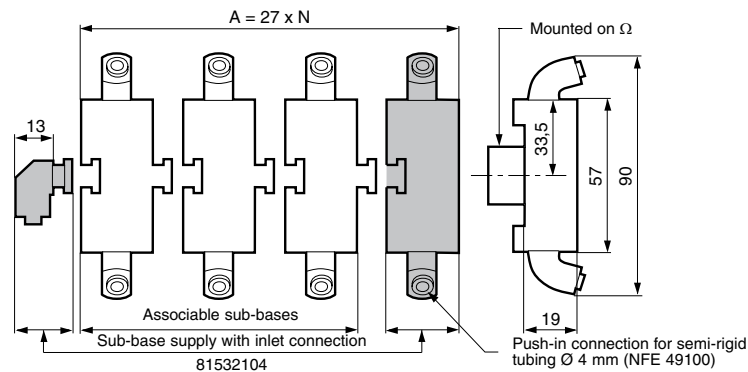 A = 27 x N
Mounted on Ω
13
33,5
57
90
Associable sub-bases
19
Sub-base supply with inlet connection
81532104
Push-in connection for semi-rigid
tubing Ø 4 mm (NFE 49100)